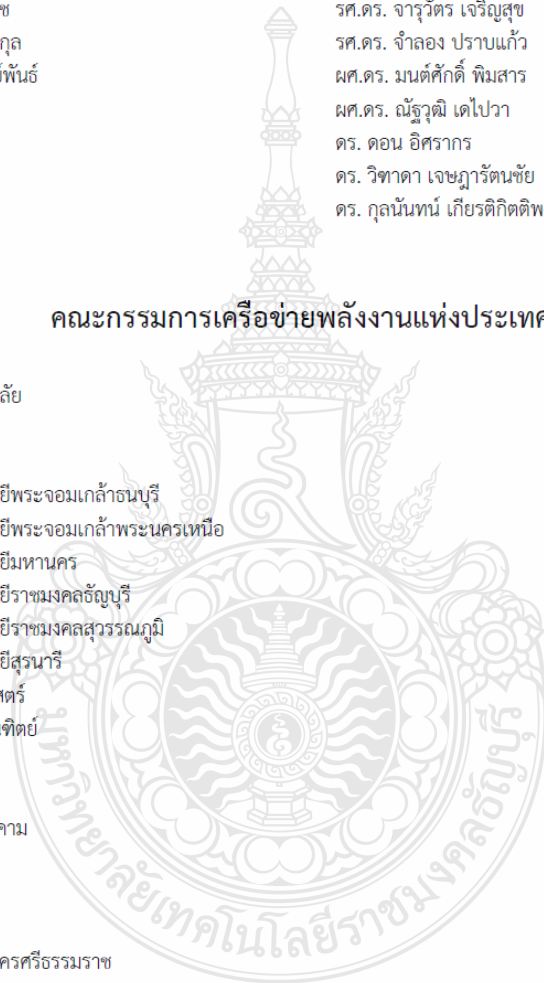 ซ
รศ.ดร. จารุวัตร เจริญสุข
กุล
รศ.ดร. จำลอง ปราบแก้ว
์พันธ์
ผศ.ดร. มนต์ศักดิ์ พิมสาร
ผศ.ดร. ณัฐวุฒิ เดไปวา
ดร. ดอน อิศรากร
ดร. วิฑาดา เจษฎารัตนชัย
ดร. กุลนันทน์ เกียรติกิตติพ
คณะกรรมการเครือข่ายพลังงานแห่งประเทศ
ลัย
ยีพระจอมเกล้าธนบุรี
ยีพระจอมเกล้าพระนครเหนือ
ยีมหานคร
ยีราชมงคลธัญบุรี
ยีราชมงคลสุวรรณภูมิ
ยีสุรนารี
สตร์
ฑิตย์
คาม
ครศรีธรรมราช
มหาวิทยาลัยเทคโนโลยีราชมงคลธัญบุรี